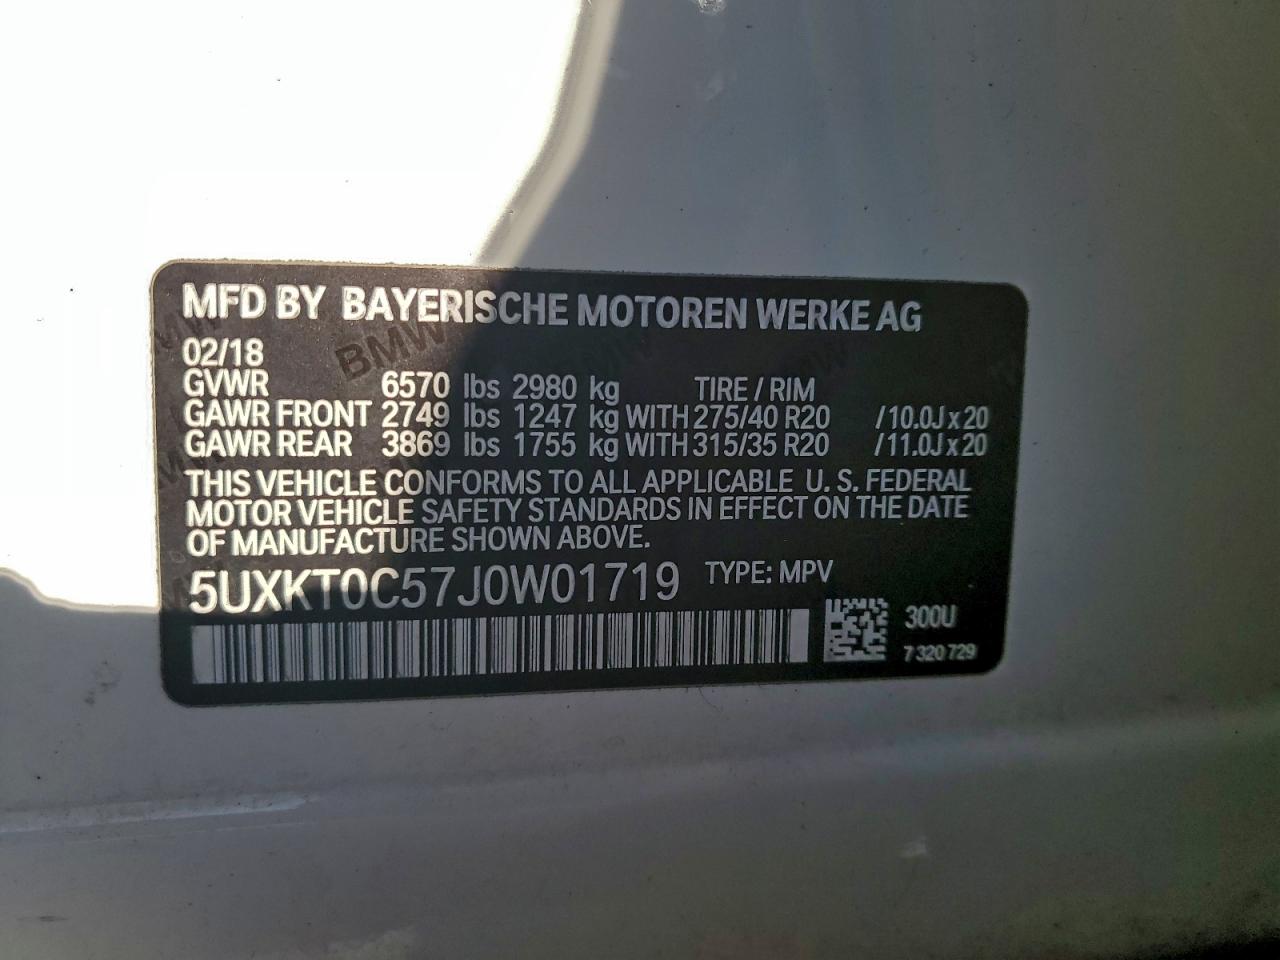 MFD BY BAYERISCHE MOTOREN WERKE AG
02/18
GVWR 6570 lbs 2980 kg TIRE / RIM
GAWR FRONT 2749 lbs 1247 kg WITH 275/40 R20 /10.0J x 20
GAWR REAR 3869 lbs 1755 kg WITH 315/35 R20 /11.0J x 20
THIS VEHICLE CONFORMS TO ALL APPLICABLE U. S. FEDERAL
MOTOR VEHICLE SAFETY STANDARDS IN EFFECT ON THE DATE
OF MANUFACTURE SHOWN ABOVE.
5UXKT0C57J0W01719 TYPE: MPV
300U
7 320 729
BMW